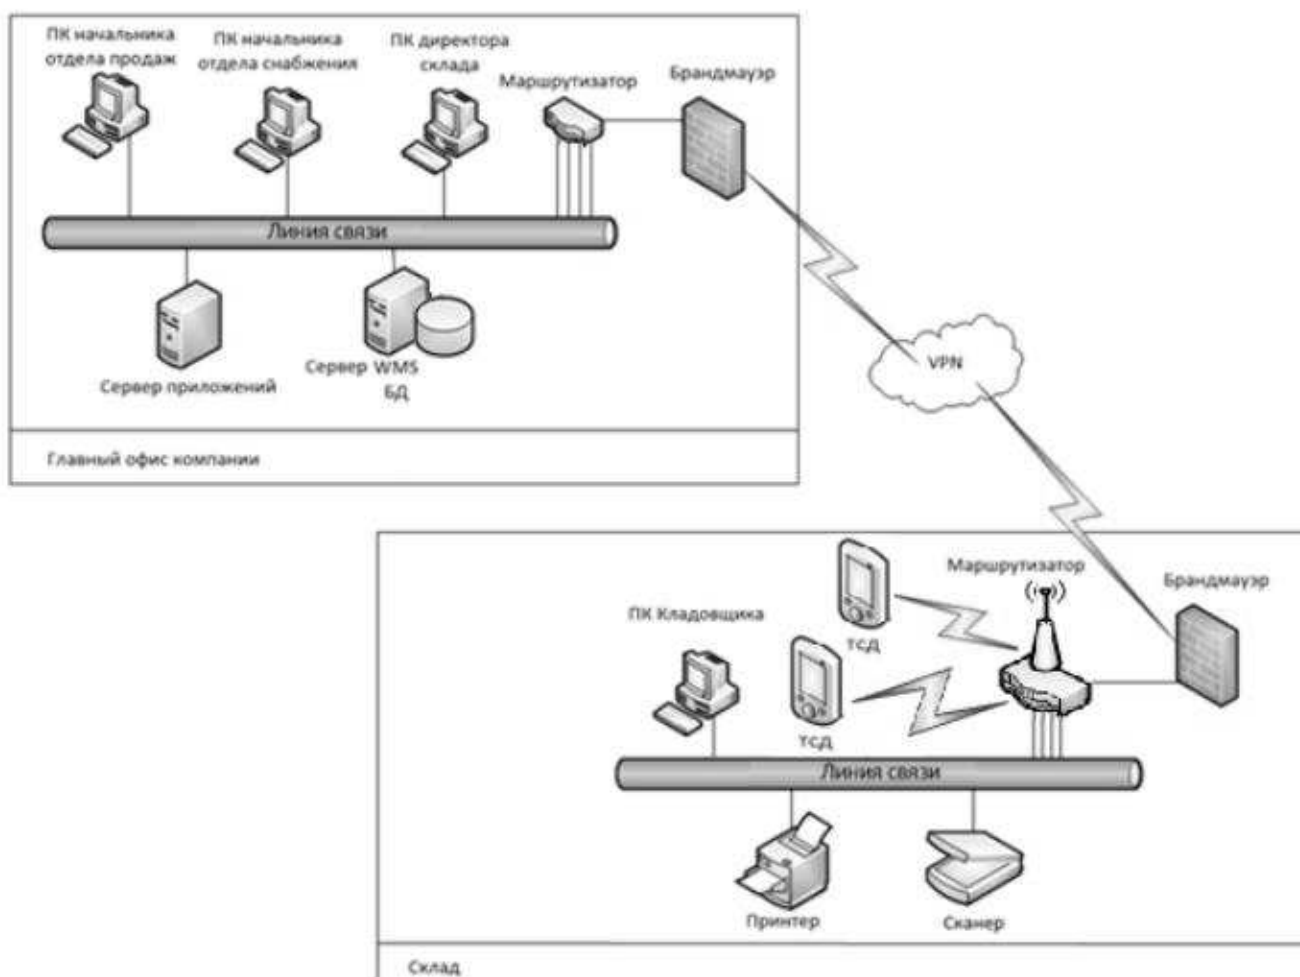 ПК начальника
отдела продаж
ПК начальника
отдела снабжения
ПК директора
склада
Маршрутизатор
Брандмауэр
Линия связи
Сервер приложений
Сервер WMS
БД
VPN
Главный офис компании
ПК Кладовщика
ТСД
ТСД
Маршрутизатор
Брандмауэр
Линия связи
Принтер
Сканер
Склад